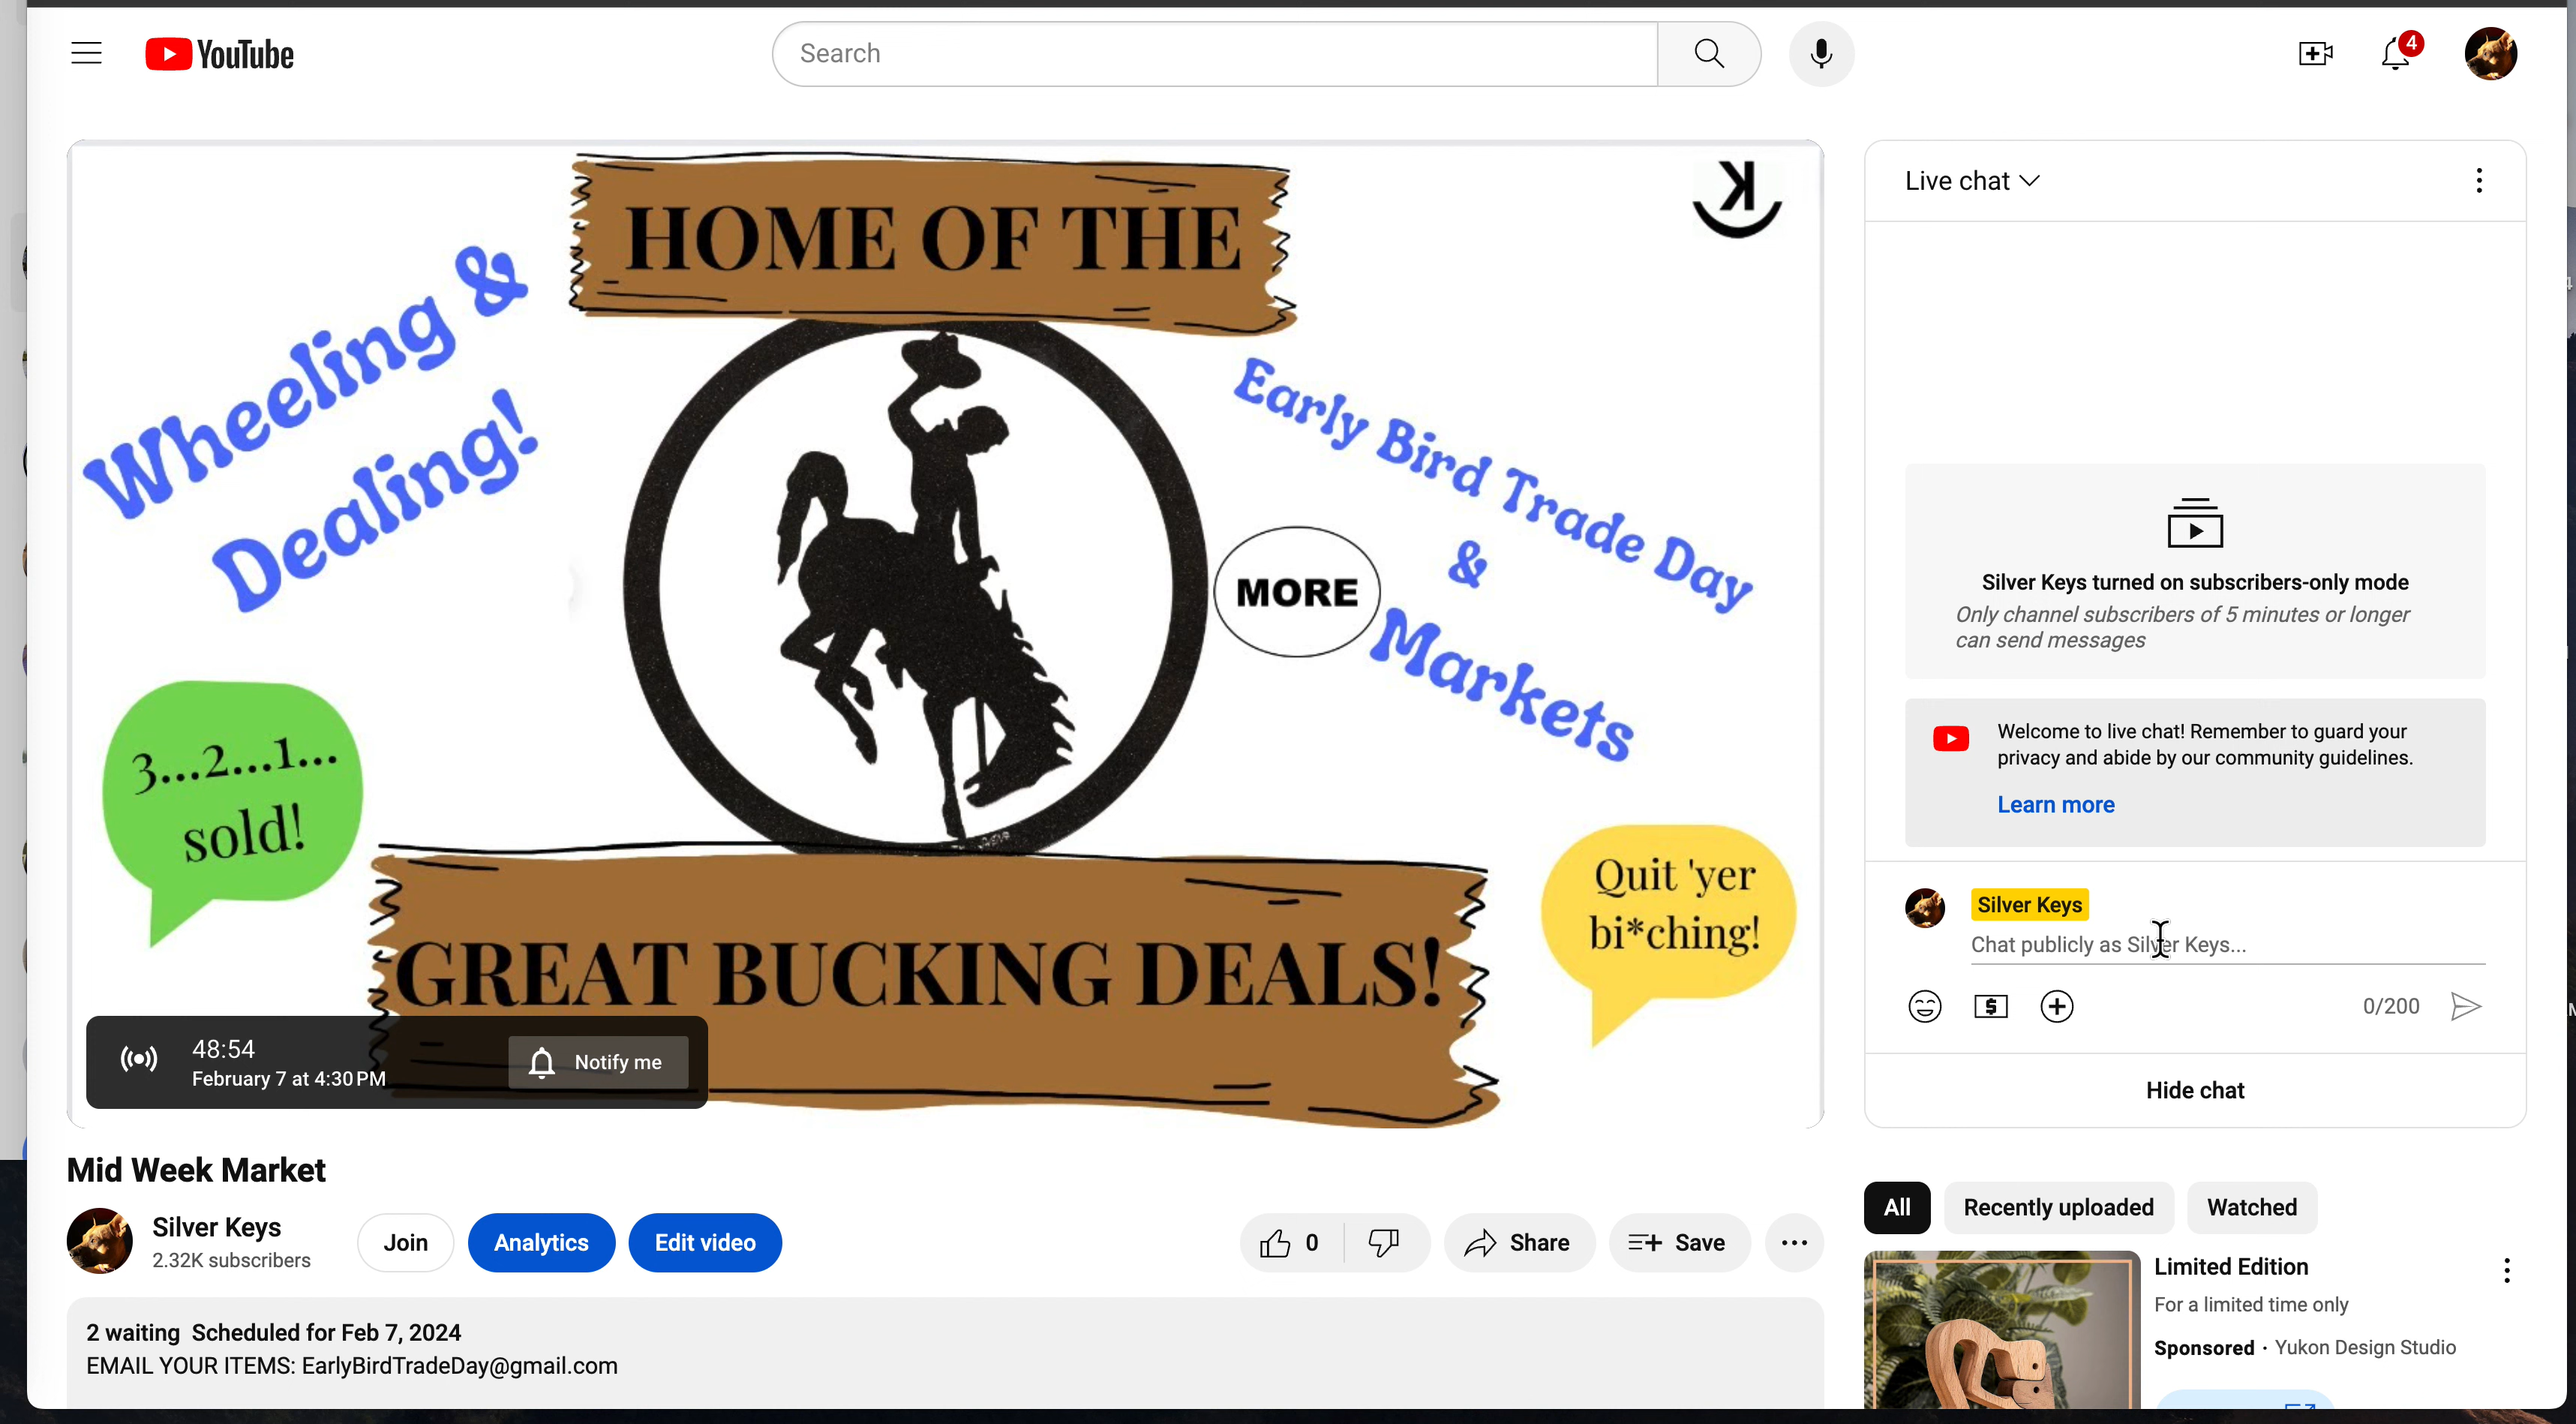 YouTube
Search
4
HOME OF THE
K
Wheeling &
Dealing!
Early Bird Trade Day
&
Markets
MORE
3...2...1...
sold!
Quit 'yer
bi*ching!
GREAT BUCKING DEALS!
48:54
February 7 at 4:30 PM
Notify me
Live chat
Silver Keys turned on subscribers-only mode
Only channel subscribers of 5 minutes or longer
can send messages
Welcome to live chat! Remember to guard your
privacy and abide by our community guidelines.
Learn more
Silver Keys
Chat publicly as Silver Keys...
0/200
Hide chat
Mid Week Market
Silver Keys
2.32K subscribers
Join
Analytics
Edit video
0
Share
Save
2 waiting Scheduled for Feb 7, 2024
EMAIL YOUR ITEMS: EarlyBirdTradeDay@gmail.com
All
Recently uploaded
Watched
Limited Edition
For a limited time only
Sponsored · Yukon Design Studio